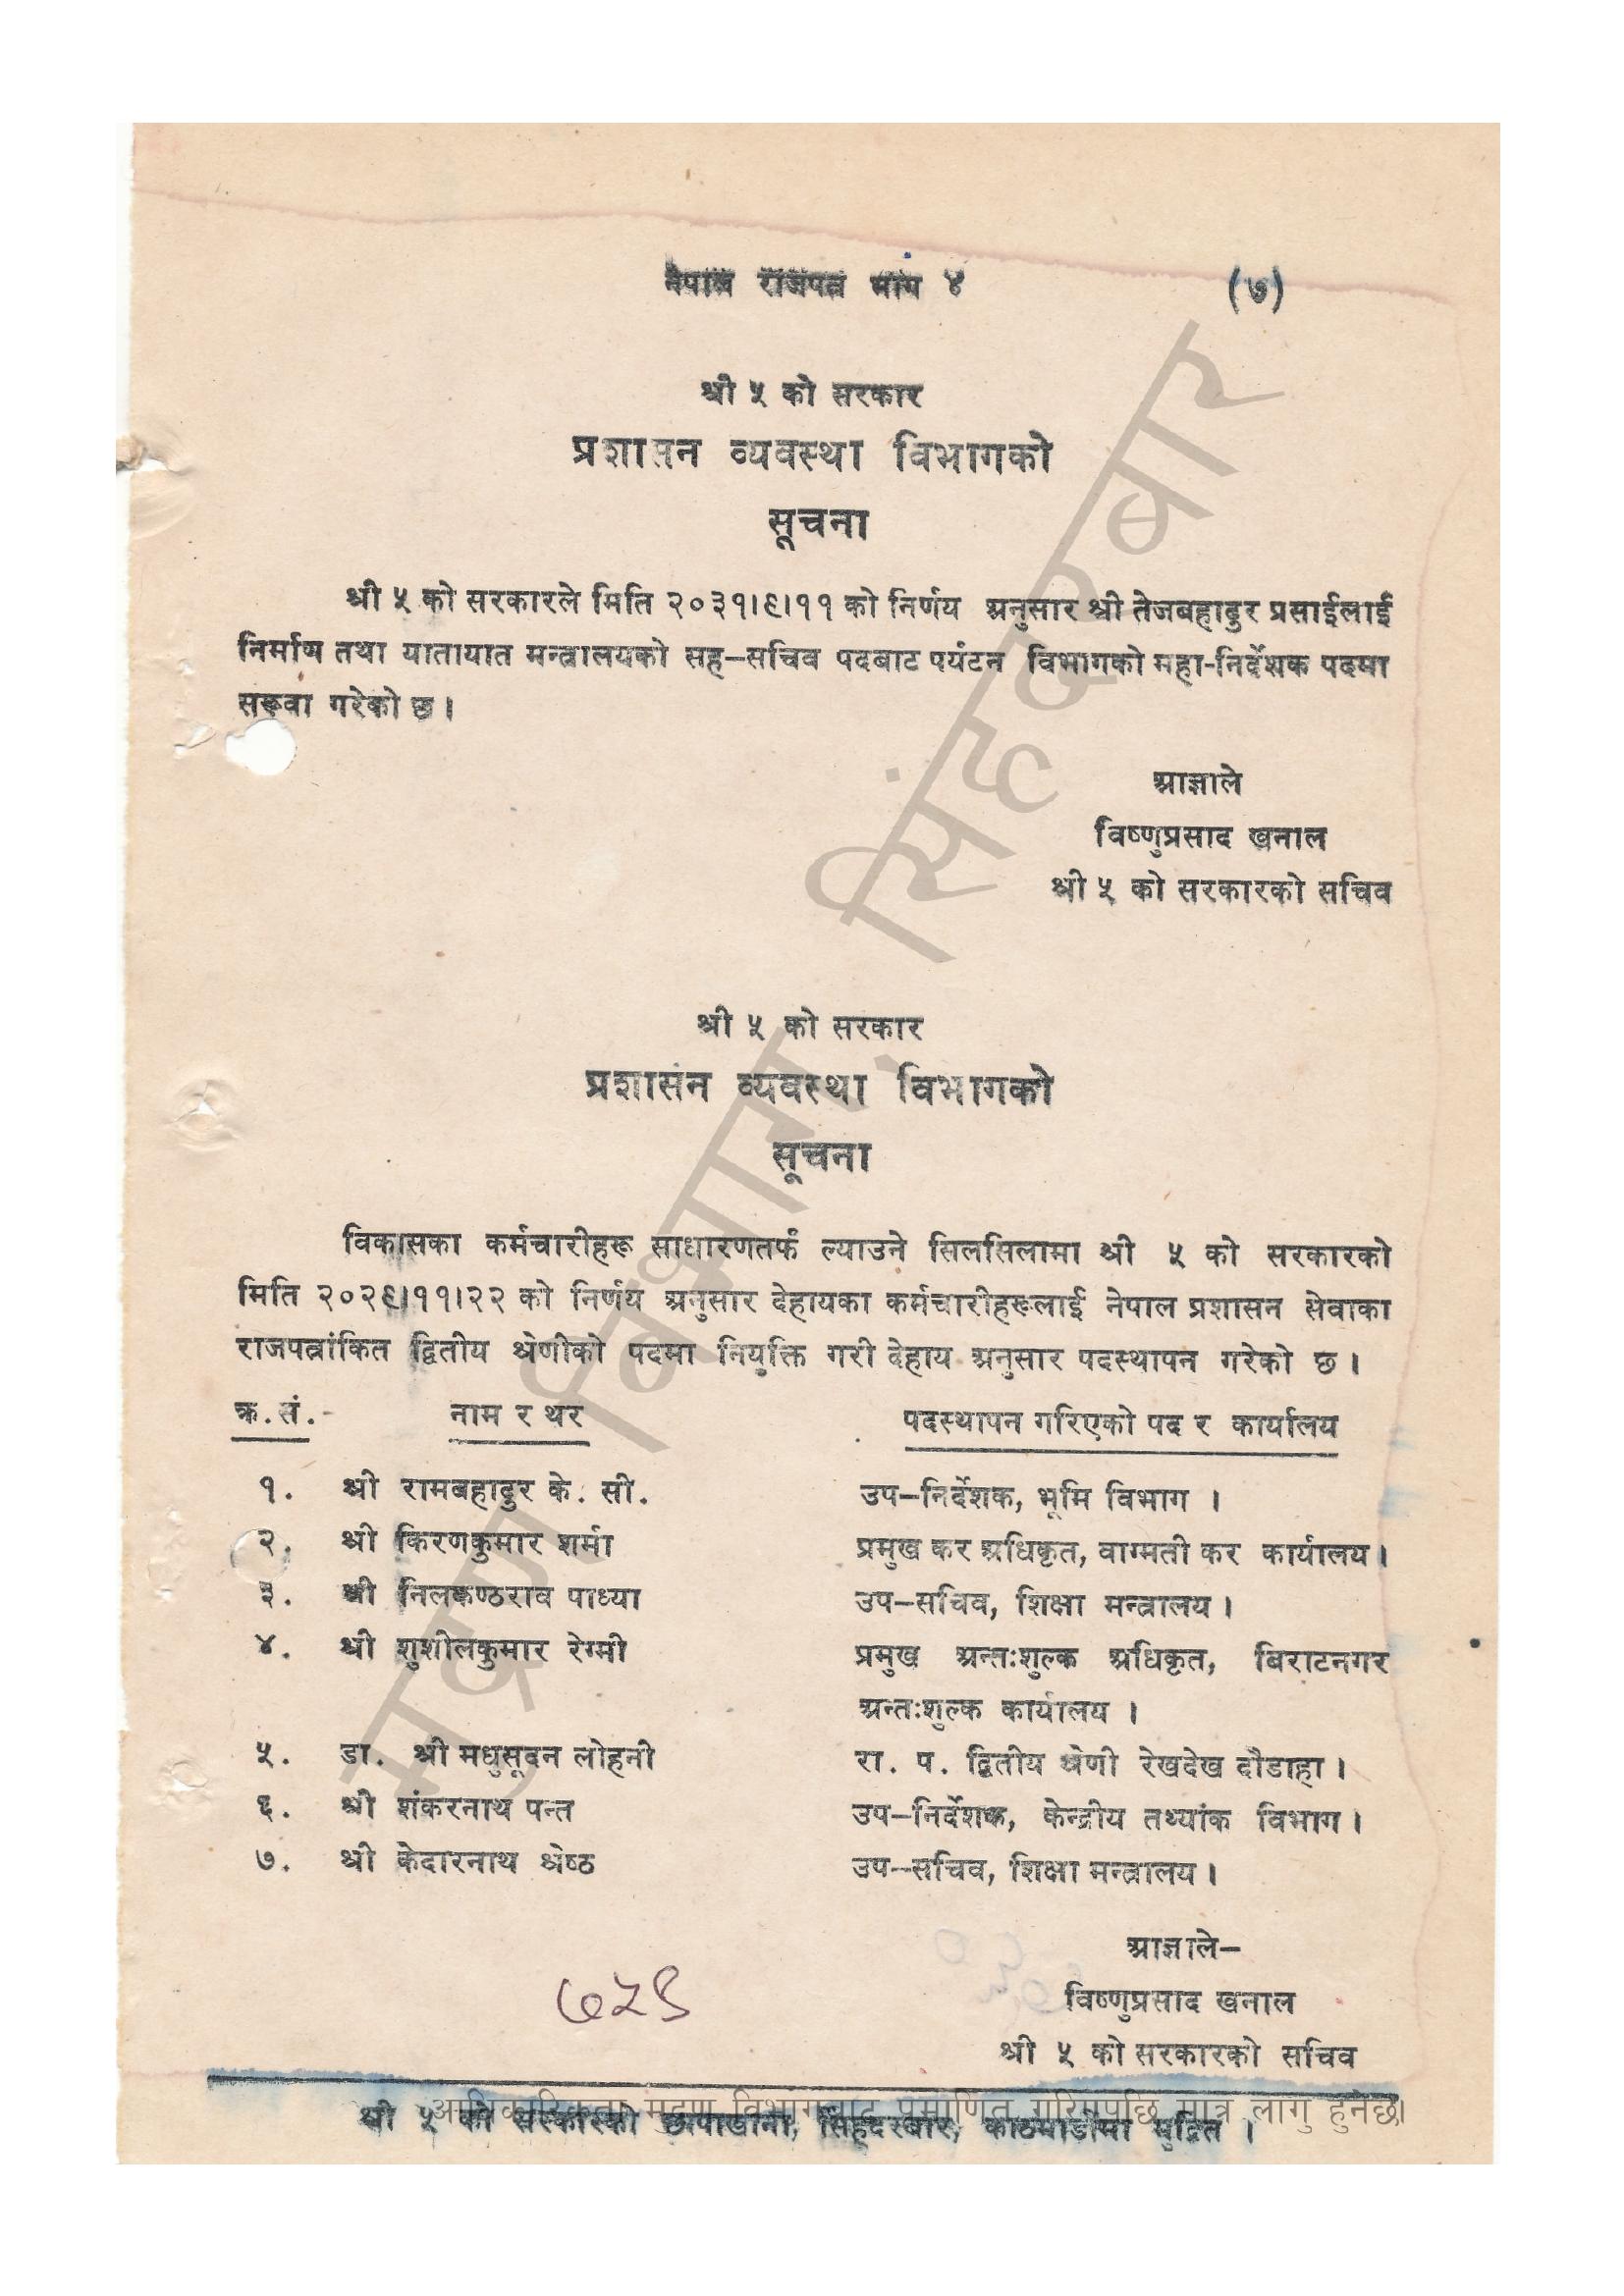 नेपाल राजपत्र भाग ४ (७)
श्री ५ को सरकार
प्रशासन व्यवस्था विभागको
सूचना
श्री ५ को सरकारले मिति २०३१।९।११ को निर्णय अनुसार श्री तेजबहादुर प्रसाईलाई
निर्माण तथा यातायात मन्त्रालयको सह–सचिव पदबाट पर्यटन विभागको महा-निर्देशक पदमा
सरूवा गरेको छ।
आज्ञाले
विष्णुप्रसाद खनाल
श्री ५ को सरकारको सचिव
श्री ५ को सरकार
प्रशासन व्यवस्था विभागको
सूचना
विकासका कर्मचारीहरू साधारणतर्फ ल्याउने सिलसिलामा श्री ५ को सरकारको
मिति २०२९।११।२२ को निर्णय अनुसार देहायका कर्मचारीहरूलाई नेपाल प्रशासन सेवाका
राजपत्रांकित द्वितीय श्रेणीको पदमा नियुक्ति गरी देहाय अनुसार पदस्थापन गरेको छ।
क्र.सं.- नाम र थर पदस्थापन गरिएको पद र कार्यालय
१. श्री रामबहादुर के. सी. उप–निर्देशक, भूमि विभाग ।
२. श्री किरणकुमार शर्मा प्रमुख कर अधिकृत, वाग्मती कर कार्यालय।
३. श्री निलकण्ठराव पाध्या उप–सचिव, शिक्षा मन्त्रालय।
४. श्री शुशीलकुमार रेग्मी प्रमुख अन्तःशुल्क अधिकृत, बिराटनगर
अन्तःशुल्क कार्यालय ।
५. डा. श्री मधुसूदन लोहनी रा. प. द्वितीय श्रेणी रेखदेख दौडाहा।
६. श्री शंकरनाथ पन्त उप–निर्देशक, केन्द्रीय तथ्यांक विभाग।
७. श्री केदारनाथ श्रेष्ठ उप–सचिव, शिक्षा मन्त्रालय।
आज्ञाले–
विष्णुप्रसाद खनाल
७५९
श्री ५ को सरकारको सचिव
आधिकारिकता मुद्रण विभागबाट प्रमाणित गरिएपछि मात्र लागु हुनेछ।
श्री ५ को सरकारको छापाखाना, सिंहदरबार, काठमाडौंमा मुद्रित ।
मुद्रण विभाग, सिंहदरबार